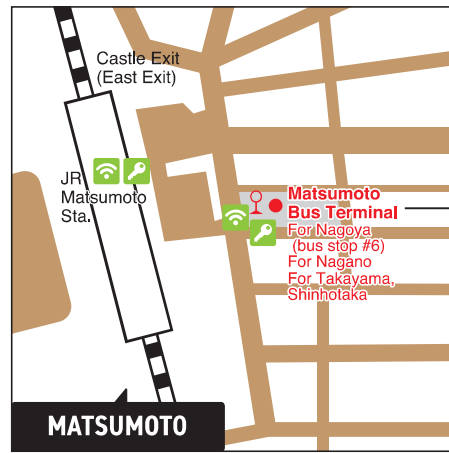 Castle Exit
(East Exit)
JR
Matsumoto
Sta.
Matsumoto
Bus Terminal
For Nagoya
(bus stop #6)
For Nagano
For Takayama,
Shinhotaka
MATSUMOTO